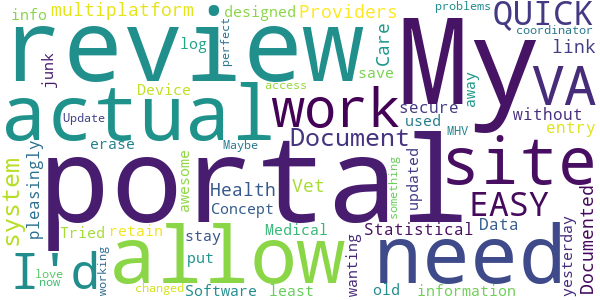 info
multiplatform
designed
Providers
problems
QUICK
review
My
log
perfect
Care
coordinator
link
junk
Device
save
access
away
VA
actual
work
secure
without
Update
erase
Maybe
Document
used
MHV
entry
portal
site
system
pleasingly
awesome
Health
Vet
something
updated
EASY
Documented
Concept
Tried
retain
stay
Medical
Statistical
Data
yesterday
I'd
allow
need
love
now
working
put
changed
Software
least
wanting
old
information